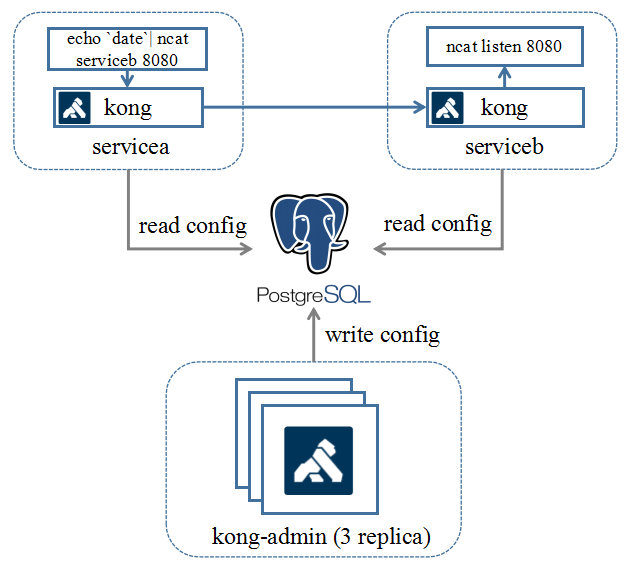 echo `date`| ncat
serviceb 8080
ncat listen 8080
kong
kong
servicea
serviceb
read config
read config
PostgreSQL
write config
kong-admin (3 replica)